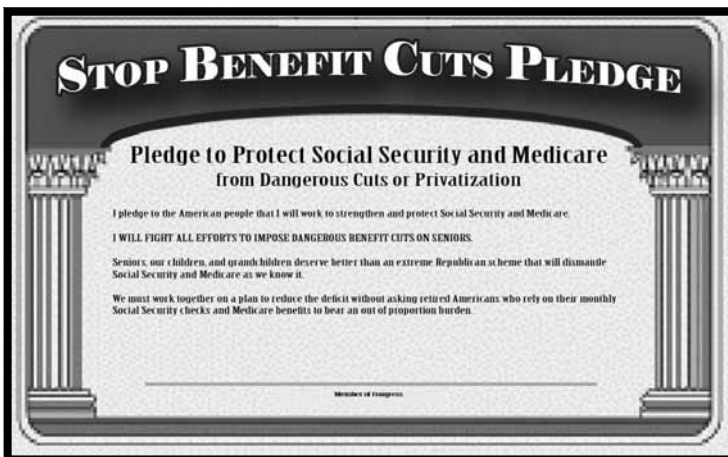 STOP BENEFIT CUTS PLEDGE
Pledge to Protect Social Security and Medicare
from Dangerous Cuts or Privatization
I pledge to the American people that I will work to strengthen and protect Social Security and Medicare.
I WILL FIGHT ALL EFFORTS TO IMPOSE DANGEROUS BENEFIT CUTS ON SENIORS.
Seniors, our children, and grandchildren deserve better than an extreme Republican scheme that will dismantle
Social Security and Medicare as we know it.
We must work together on a plan to reduce the deficit without asking retired Americans who rely on their monthly
Social Security checks and Medicare benefits to bear an out of proportion burden.
Member of Congress